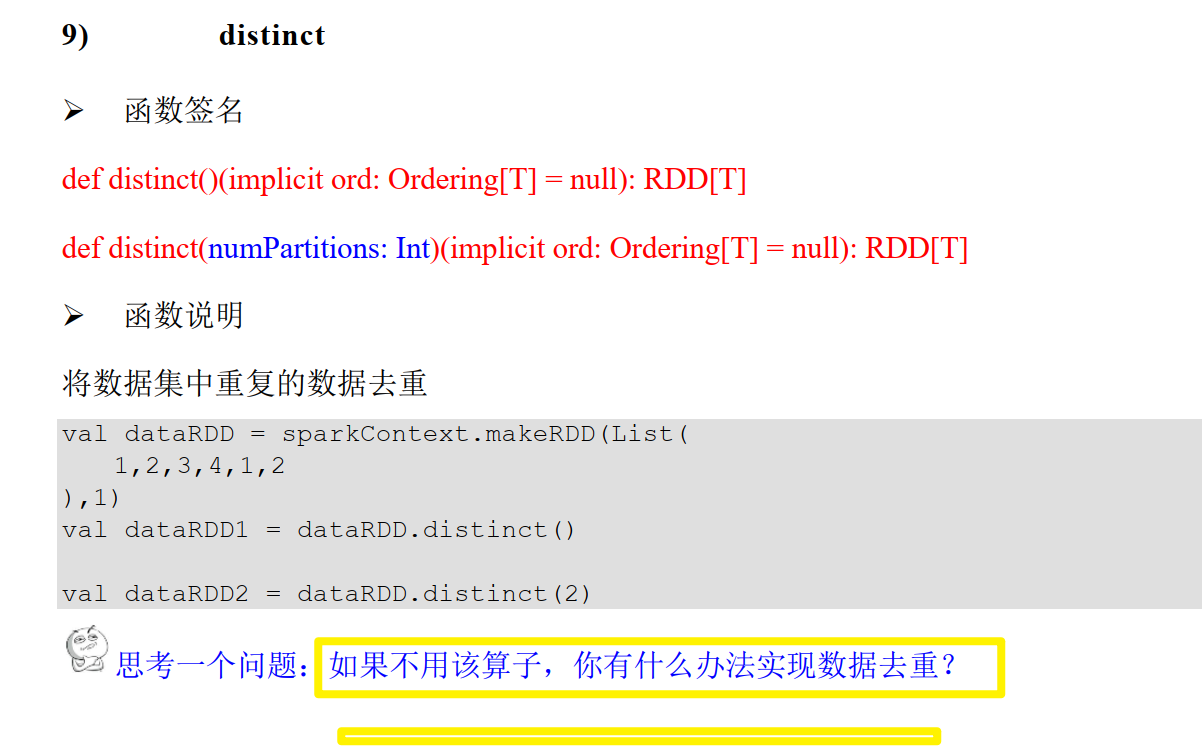 9) distinct
➢ 函数签名
def distinct()(implicit ord: Ordering[T] = null): RDD[T]
def distinct(numPartitions: Int)(implicit ord: Ordering[T] = null): RDD[T]
➢ 函数说明
将数据集中重复的数据去重
val dataRDD = sparkContext.makeRDD(List(
1,2,3,4,1,2
),1)
val dataRDD1 = dataRDD.distinct()
val dataRDD2 = dataRDD.distinct(2)
思考一个问题：如果不用该算子，你有什么办法实现数据去重？